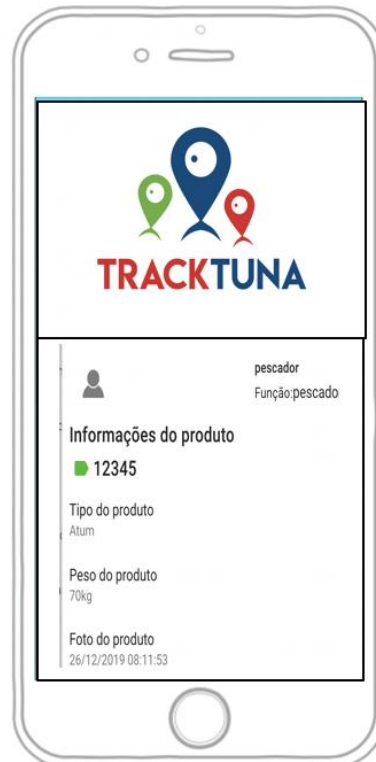 TRACKTUNA
pescador
Função:pescado
Informações do produto
12345
Tipo do produto
Atum
Peso do produto
70kg
Foto do produto
26/12/2019 08:11:53